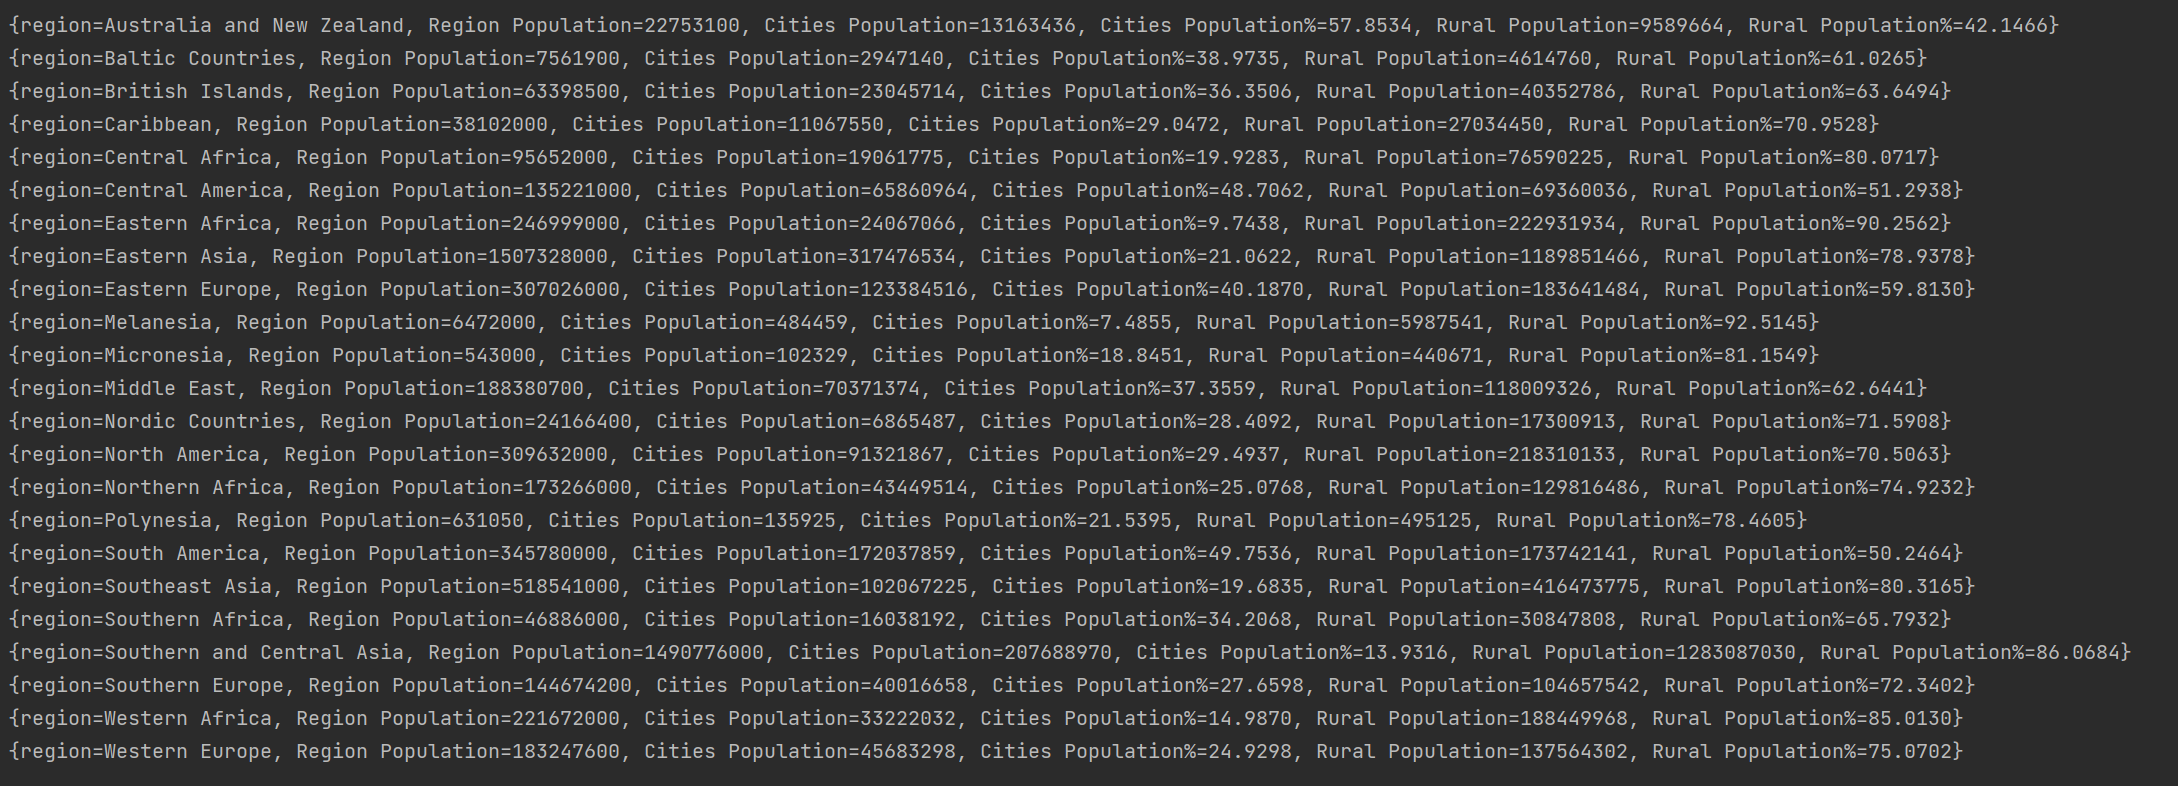 {region=Australia and New Zealand, Region Population=22753100, Cities Population=13163436, Cities Population%=57.8534, Rural Population=9589664, Rural Population%=42.1466}
{region=Baltic Countries, Region Population=7561900, Cities Population=2947140, Cities Population%=38.9735, Rural Population=4614760, Rural Population%=61.0265}
{region=British Islands, Region Population=63398500, Cities Population=23045714, Cities Population%=36.3506, Rural Population=40352786, Rural Population%=63.6494}
{region=Caribbean, Region Population=38102000, Cities Population=11067550, Cities Population%=29.0472, Rural Population=27034450, Rural Population%=70.9528}
{region=Central Africa, Region Population=95652000, Cities Population=19061775, Cities Population%=19.9283, Rural Population=76590225, Rural Population%=80.0717}
{region=Central America, Region Population=135221000, Cities Population=65860964, Cities Population%=48.7062, Rural Population=69360036, Rural Population%=51.2938}
{region=Eastern Africa, Region Population=246999000, Cities Population=24067066, Cities Population%=9.7438, Rural Population=222931934, Rural Population%=90.2562}
{region=Eastern Asia, Region Population=1507328000, Cities Population=317476534, Cities Population%=21.0622, Rural Population=1189851466, Rural Population%=78.9378}
{region=Eastern Europe, Region Population=307026000, Cities Population=123384516, Cities Population%=40.1870, Rural Population=183641484, Rural Population%=59.8130}
{region=Melanesia, Region Population=6472000, Cities Population=484459, Cities Population%=7.4855, Rural Population=5987541, Rural Population%=92.5145}
{region=Micronesia, Region Population=543000, Cities Population=102329, Cities Population%=18.8451, Rural Population=440671, Rural Population%=81.1549}
{region=Middle East, Region Population=188380700, Cities Population=70371374, Cities Population%=37.3559, Rural Population=118009326, Rural Population%=62.6441}
{region=Nordic Countries, Region Population=24166400, Cities Population=6865487, Cities Population%=28.4092, Rural Population=17300913, Rural Population%=71.5908}
{region=North America, Region Population=309632000, Cities Population=91321867, Cities Population%=29.4937, Rural Population=218310133, Rural Population%=70.5063}
{region=Northern Africa, Region Population=173266000, Cities Population=43449514, Cities Population%=25.0768, Rural Population=129816486, Rural Population%=74.9232}
{region=Polynesia, Region Population=631050, Cities Population=135925, Cities Population%=21.5395, Rural Population=495125, Rural Population%=78.4605}
{region=South America, Region Population=345780000, Cities Population=172037859, Cities Population%=49.7536, Rural Population=173742141, Rural Population%=50.2464}
{region=Southeast Asia, Region Population=518541000, Cities Population=102067225, Cities Population%=19.6835, Rural Population=416473775, Rural Population%=80.3165}
{region=Southern Africa, Region Population=46886000, Cities Population=16038192, Cities Population%=34.2068, Rural Population=30847808, Rural Population%=65.7932}
{region=Southern and Central Asia, Region Population=1490776000, Cities Population=207688970, Cities Population%=13.9316, Rural Population=1283087030, Rural Population%=86.0684}
{region=Southern Europe, Region Population=144674200, Cities Population=40016658, Cities Population%=27.6598, Rural Population=104657542, Rural Population%=72.3402}
{region=Western Africa, Region Population=221672000, Cities Population=33222032, Cities Population%=14.9870, Rural Population=188449968, Rural Population%=85.0130}
{region=Western Europe, Region Population=183247600, Cities Population=45683298, Cities Population%=24.9298, Rural Population=137564302, Rural Population%=75.0702}